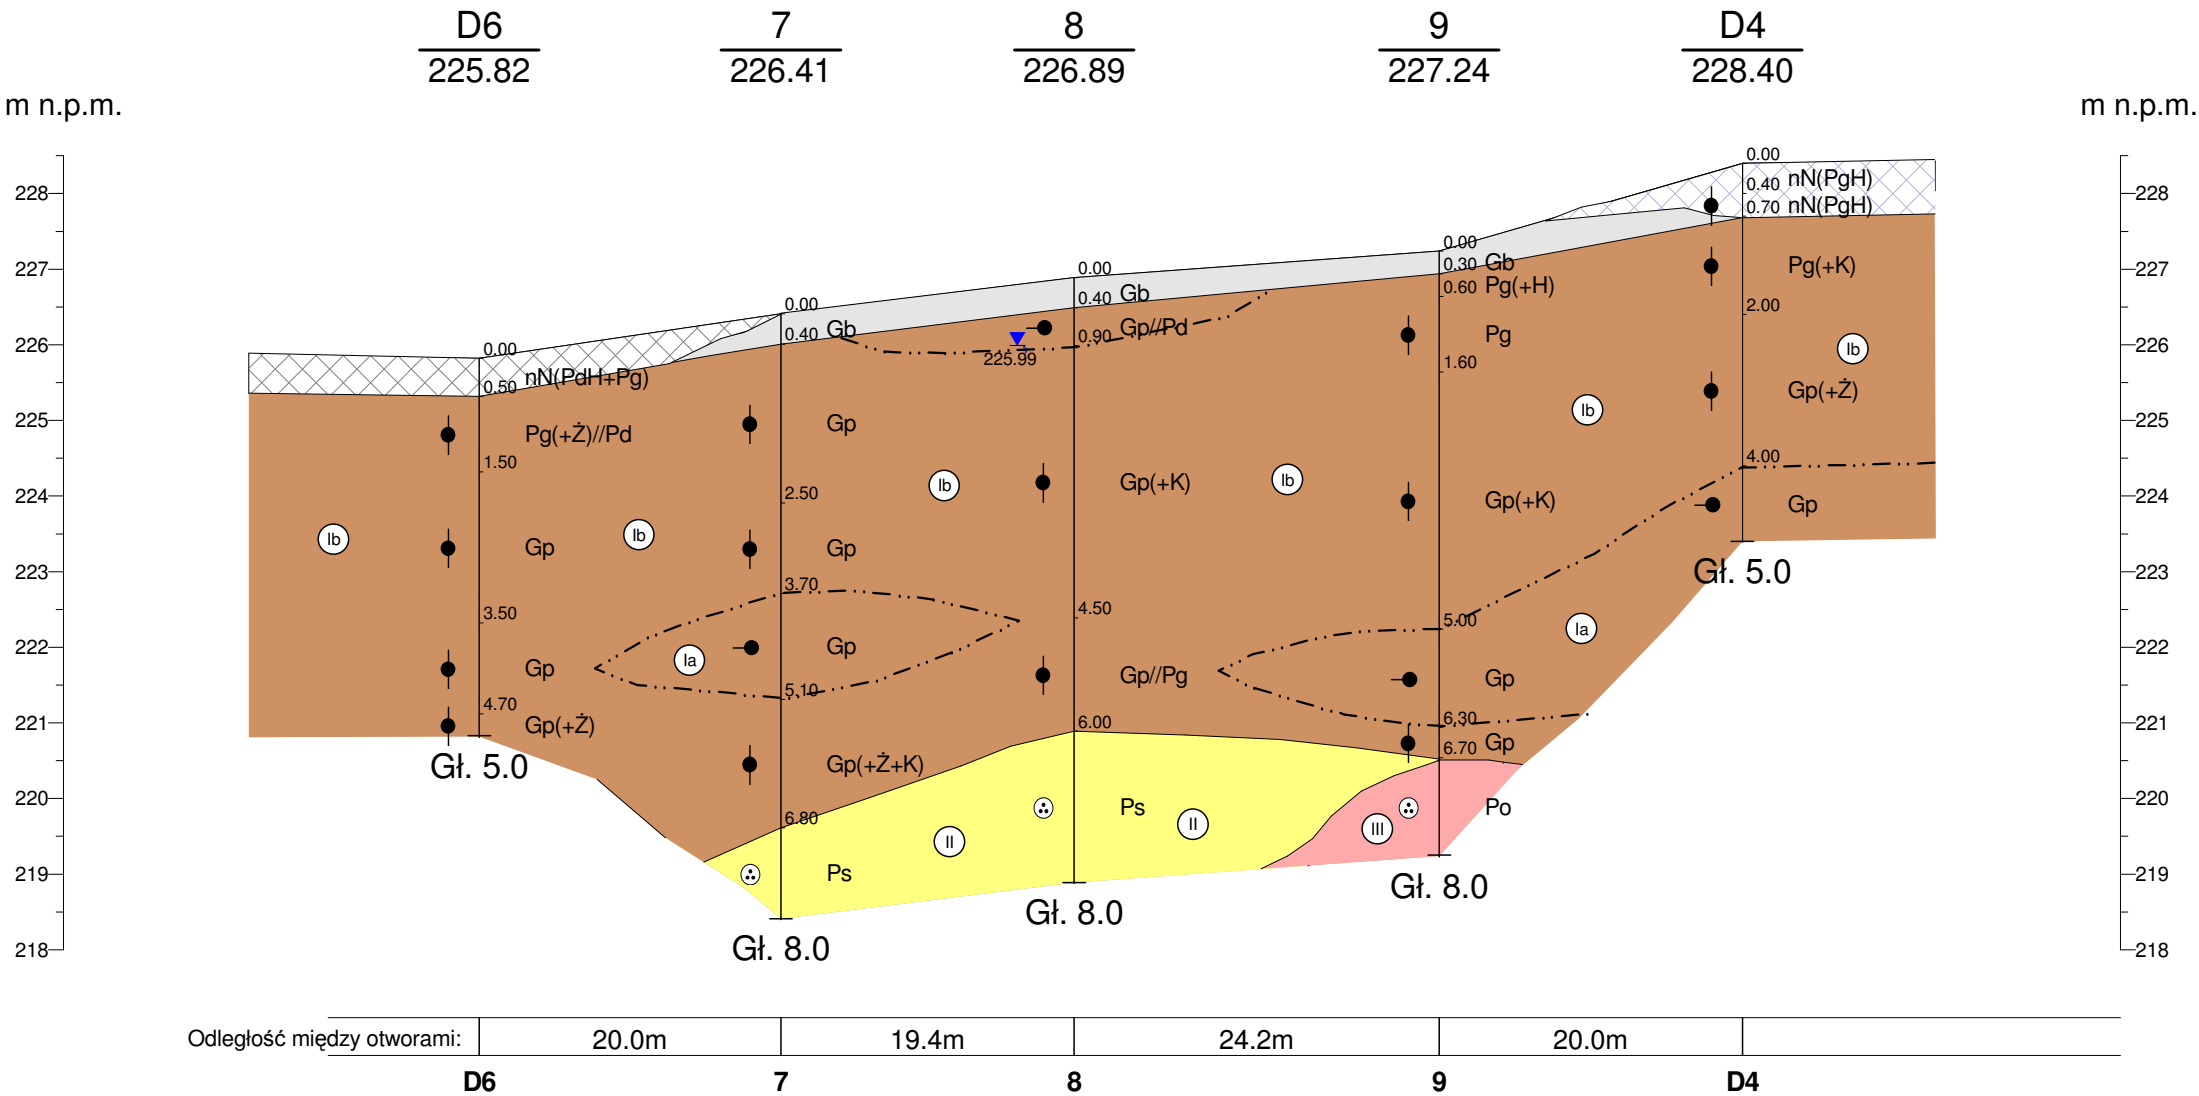 D6 7 8 9 D4
225.82 226.41 226.89 227.24 228.40
m n.p.m. m n.p.m.
0.00
0.40 nN(PgH)
228 228
0.70 nN(PgH)
0.00
0.30 Gb
227 Pg(+K) 227
0.00
0.60 Pg(+H)
0.40 Gb
0.00 2.00
0.40 Gb
0.90 Gp//Pd
Pg
226 Ib 226
225.99
0.00
1.60
nN(PdH+Pg)
0.50
Gp(+Ż)
225 Ib 225
Gp
Pg(+Ż)//Pd
1.50 4.00
Ib Gp(+K) Ib
2.50
224 Gp(+K) Gp 224
Ib Ib
Gp Gp
Gł. 5.0
223 223
3.70
3.50 4.50 5.00
Ia
222 Gp 222
Ia
Gp Gp//Pg Gp
5.10
4.70
6.30
221 Gp(+Ż) 6.00 221
Gp
6.70
Gł. 5.0 Gp(+Ż+K)
220 Ps Po 220
6.80
II III
II
219 Ps 219
Gł. 8.0
Gł. 8.0
218 Gł. 8.0 218
Odległość między otworami: 20.0m 19.4m 24.2m 20.0m
D6 7 8 9 D4